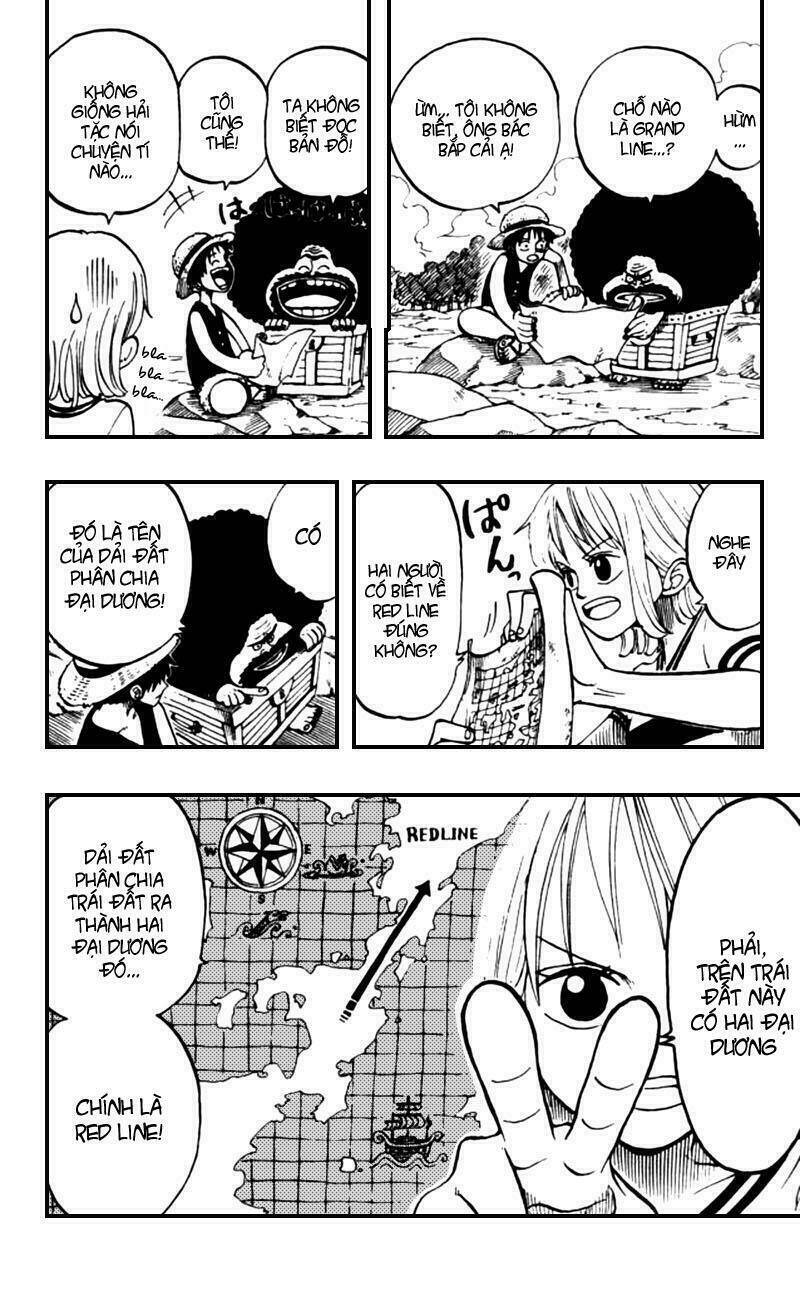 HỪM
...
CHỖ NÀO
LÀ GRAND
LINE...?
ỪM... TÔI KHÔNG
BIẾT, ÔNG BÁC
BẮP CẢI Ạ!
TA KHÔNG
BIẾT ĐỌC
BẢN ĐỒ!
TÔI
CŨNG
THẾ!
KHÔNG
GIỐNG HẢI
TẶC NÓI
CHUYỆN TÍ
NÀO...
は
bla
bla
bla...
NGHE
ĐÂY
ぱんっ
HAI NGƯỜI
CÓ BIẾT VỀ
RED LINE
ĐÚNG
KHÔNG?
CÓ
ĐÓ LÀ TÊN
CỦA DẢI ĐẤT
PHÂN CHIA
ĐẠI DƯƠNG!
PHẢI,
TRÊN TRÁI
ĐẤT NÀY
CÓ HAI ĐẠI
DƯƠNG
REDLINE
N
W
E
S
DẢI ĐẤT
PHÂN CHIA
TRÁI ĐẤT RA
THÀNH HAI
ĐẠI DƯƠNG
ĐÓ...
CHÍNH LÀ
RED LINE!